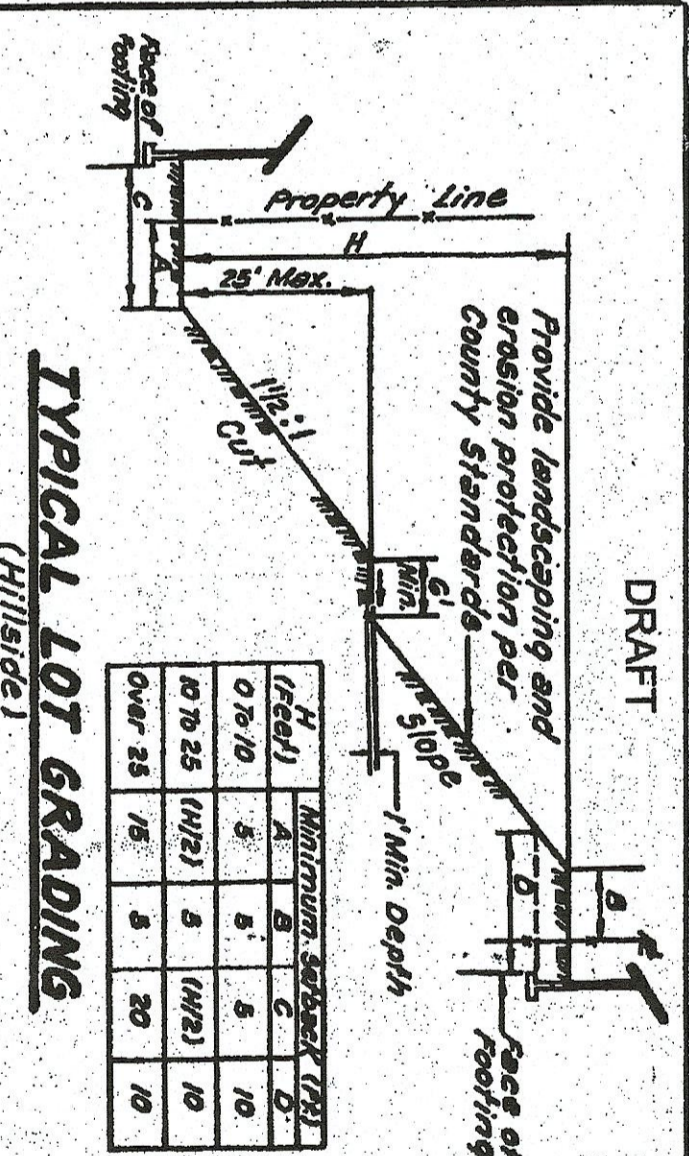 DRAFT
Provide landscaping and
erosion protection per
County Standards
Property Line
H
25' Max.
C
A
Face of
Footing
1 1/2:1
Cut
6'
Min.
Slope
1' Min. Depth
B
D
Face of
Footing
H
(Feet) Minimum Setback (Ft)
A B C D
0 To 10 5 5 5 10
10 To 25 (H/2) 5 (H/2) 10
Over 25 15 5 20 10
TYPICAL LOT GRADING
(Hillside)